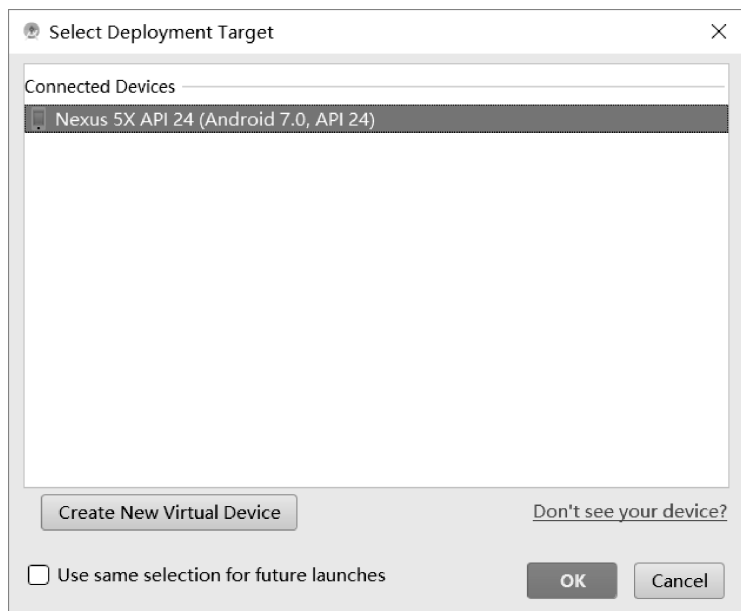 Select Deployment Target
Connected Devices
Nexus 5X API 24 (Android 7.0, API 24)
Create New Virtual Device
Don't see your device?
Use same selection for future launches
OK
Cancel